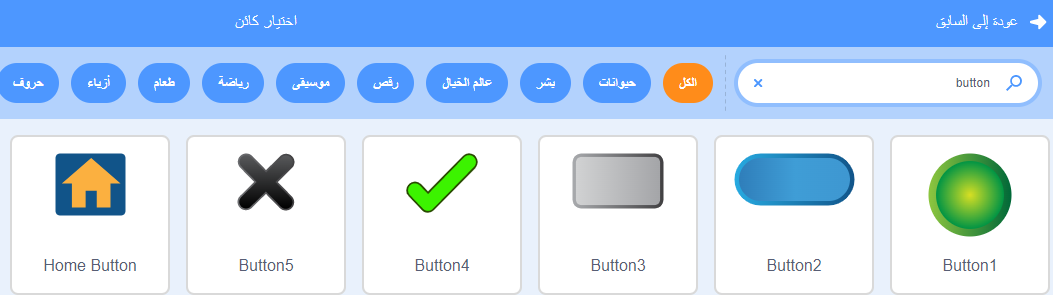 عودة إلى السابق
اختيار كائن
button
الكل
حيوانات
بشر
عالم الخيال
رقص
موسيقى
رياضة
طعام
أزياء
حروف
Button1
Button2
Button3
Button4
Button5
Home Button